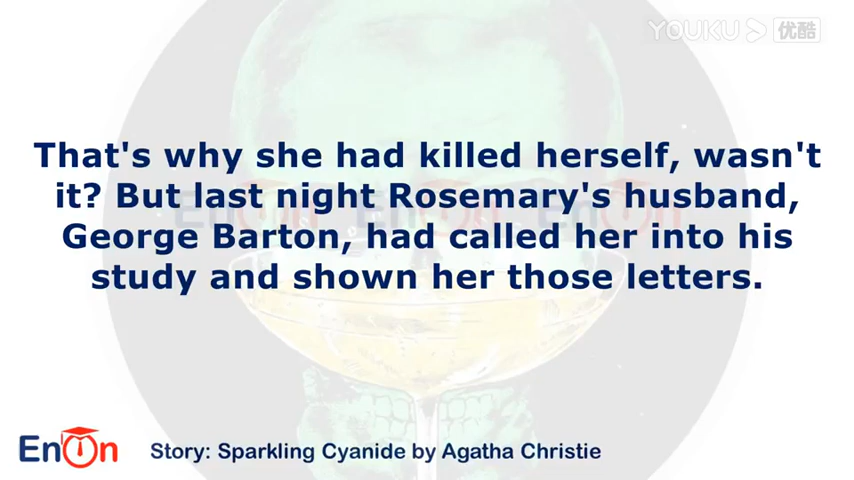 YOUKU 优酷
That's why she had killed herself, wasn't
it? But last night Rosemary's husband,
George Barton, had called her into his
study and shown her those letters.
EnOn
Story: Sparkling Cyanide by Agatha Christie